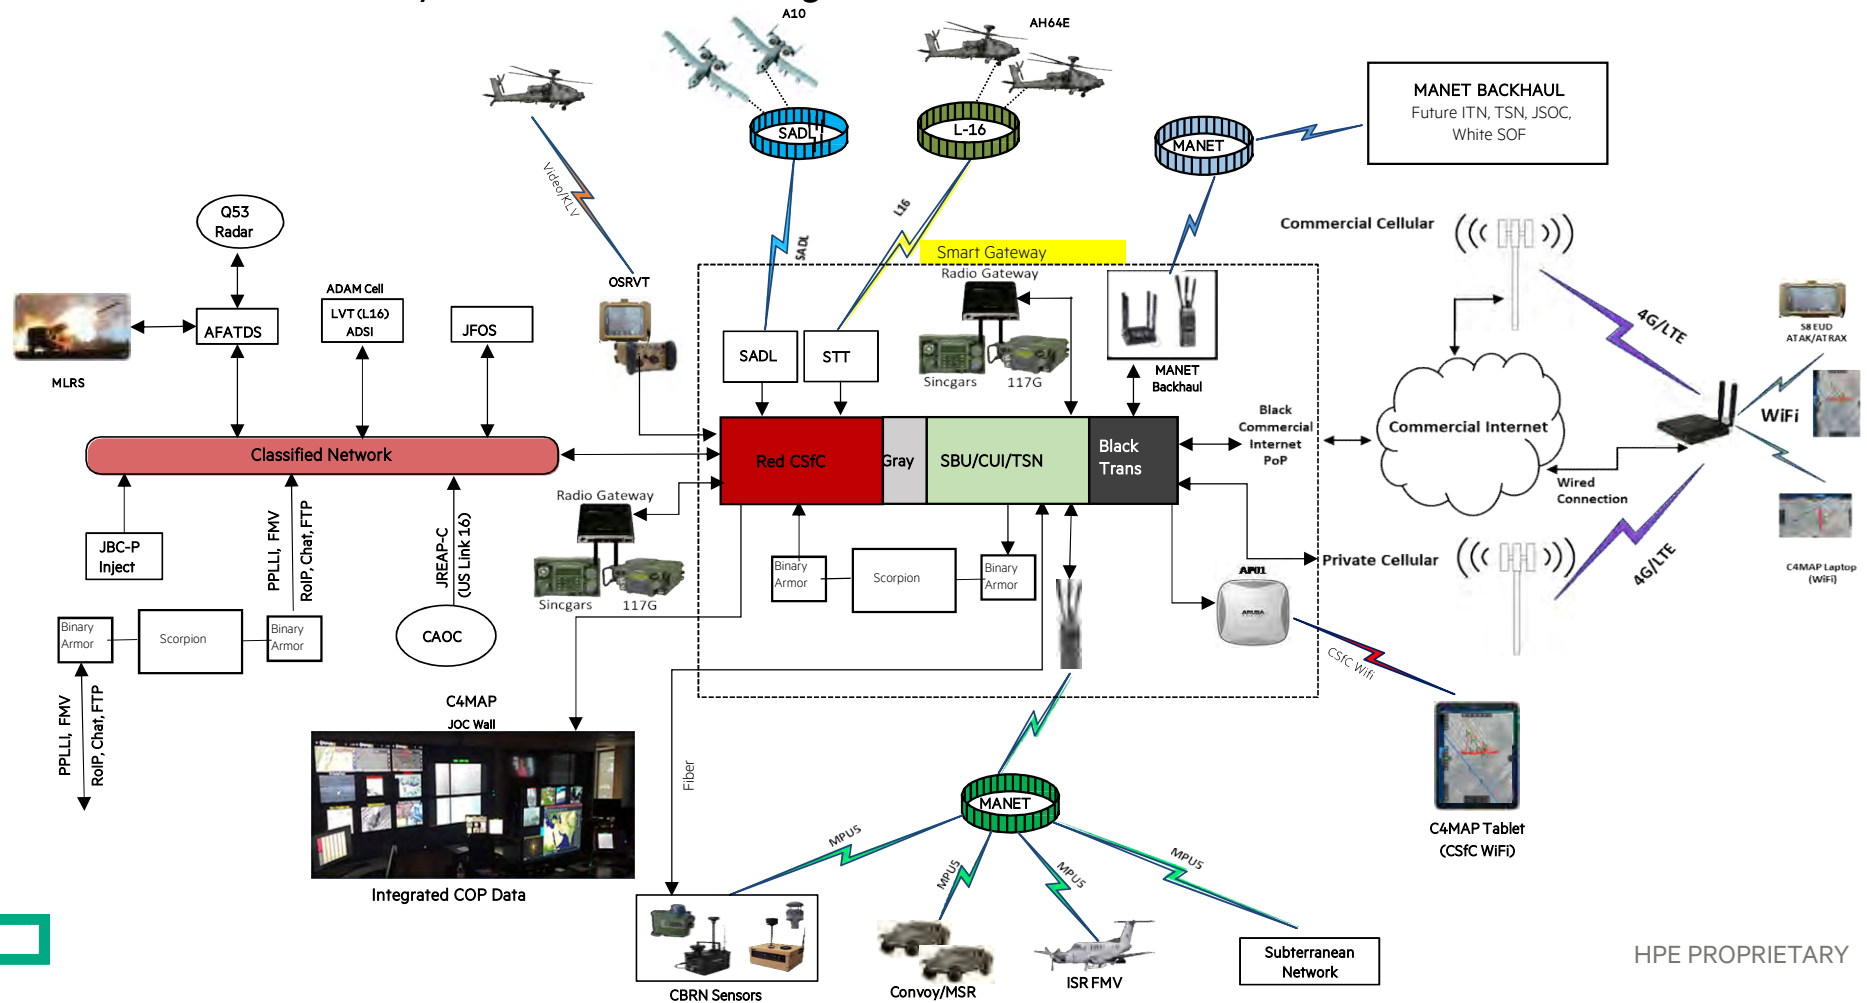 A10
AH64E
SADL
L-16
MANET
MANET BACKHAUL
Future ITN, TSN, JSOC,
White SOF
Video/KLV
L16
SADL
Q53
Radar
Commercial Cellular
Smart Gateway
Radio Gateway
OSRVT
ADAM Cell
LVT (L16)
ADSI
JFOS
AFATDS
MLRS
SADL
STT
Sincgars
117G
MANET
Backhaul
4G/LTE
S8 EUD
ATAK/ATRAX
WiFi
Black
Commercial
Internet
PoP
Commercial Internet
Classified Network
Red CSfC
Gray
SBU/CUI/TSN
Black
Trans
Wired
Connection
Radio Gateway
Sincgars
117G
JBC-P
Inject
PPLLI, FMV
RoIP, Chat, FTP
JREAP-C
(US Link 16)
Binary
Armor
Scorpion
Binary
Armor
AP01
ARUBA
Private Cellular
4G/LTE
C4MAP Laptop
(WiFi)
Binary
Armor
Scorpion
Binary
Armor
CAOC
CSfC Wifi
PPLLI, FMV
RoIP, Chat, FTP
C4MAP
JOC Wall
Fiber
MANET
MPU5
MPU5
MPU5
MPU5
C4MAP Tablet
(CSfC WiFi)
Integrated COP Data
CBRN Sensors
Convoy/MSR
ISR FMV
Subterranean
Network
HPE PROPRIETARY